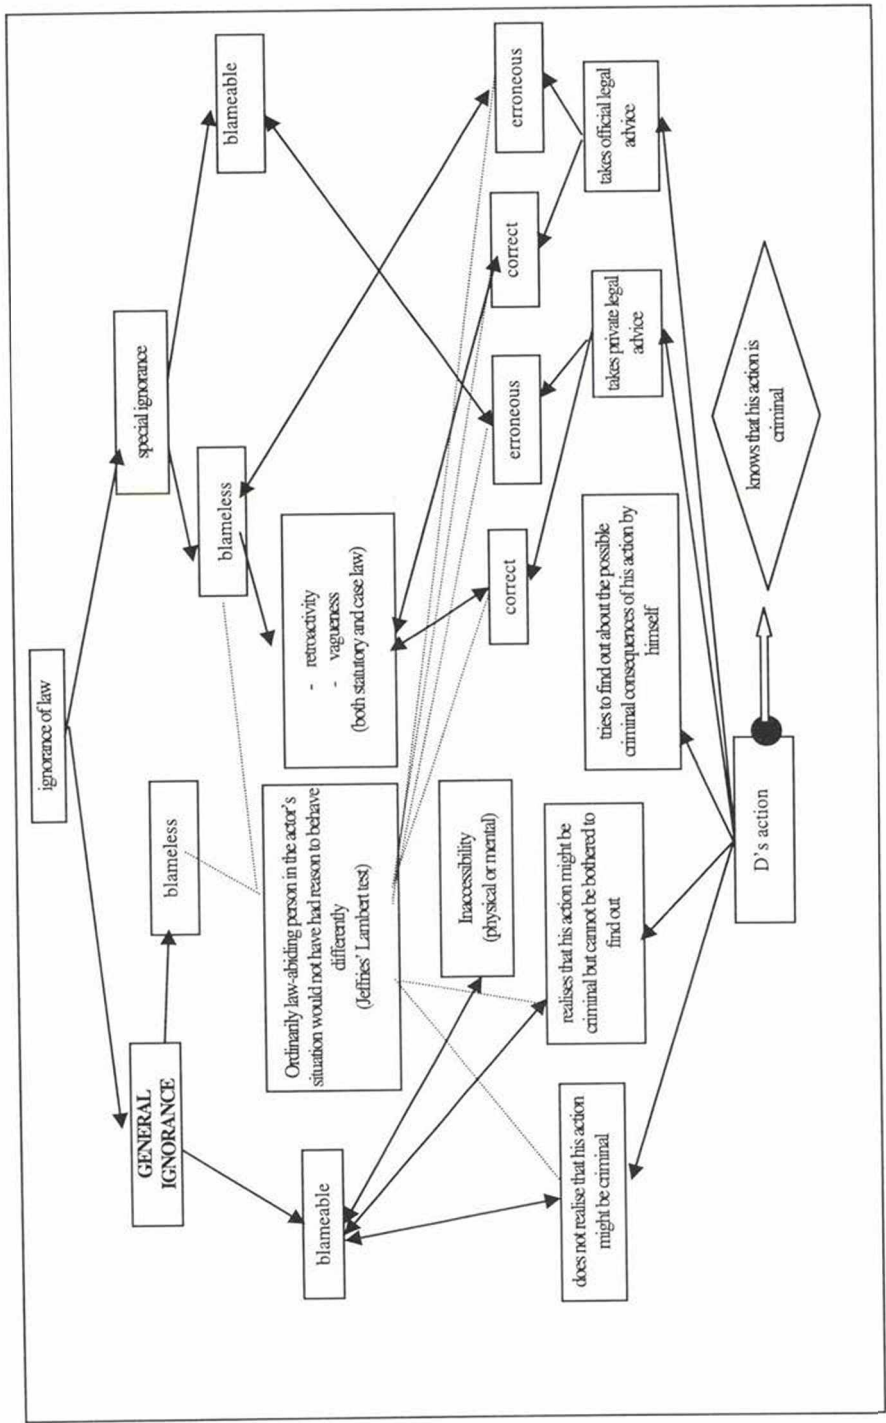 ignorance of law
GENERAL
IGNORANCE
special ignorance
blameless
blameable
blameless
blameable
Ordinarily law-abiding person in the actor's
situation would not have had reason to behave
differently
(Jeffries' Lambert test)
- retroactivity
- vagueness
(both statutory and case law)
Inaccessibility
(physical or mental)
correct
erroneous
correct
erroneous
does not realise that his action
might be criminal
realises that his action might be
criminal but cannot be bothered to
find out
tries to find out about the possible
criminal consequences of his action by
himself
takes private legal
advice
takes official legal
advice
D's action
knows that his action is
criminal